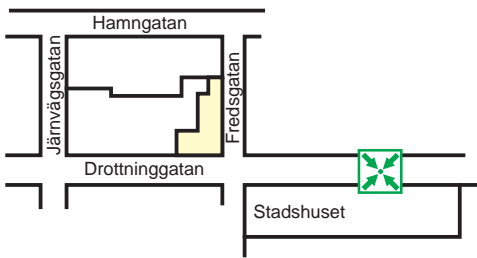 Hamngatan
Järnvägsgatan
Fredsgatan
Drottninggatan
Stadshuset